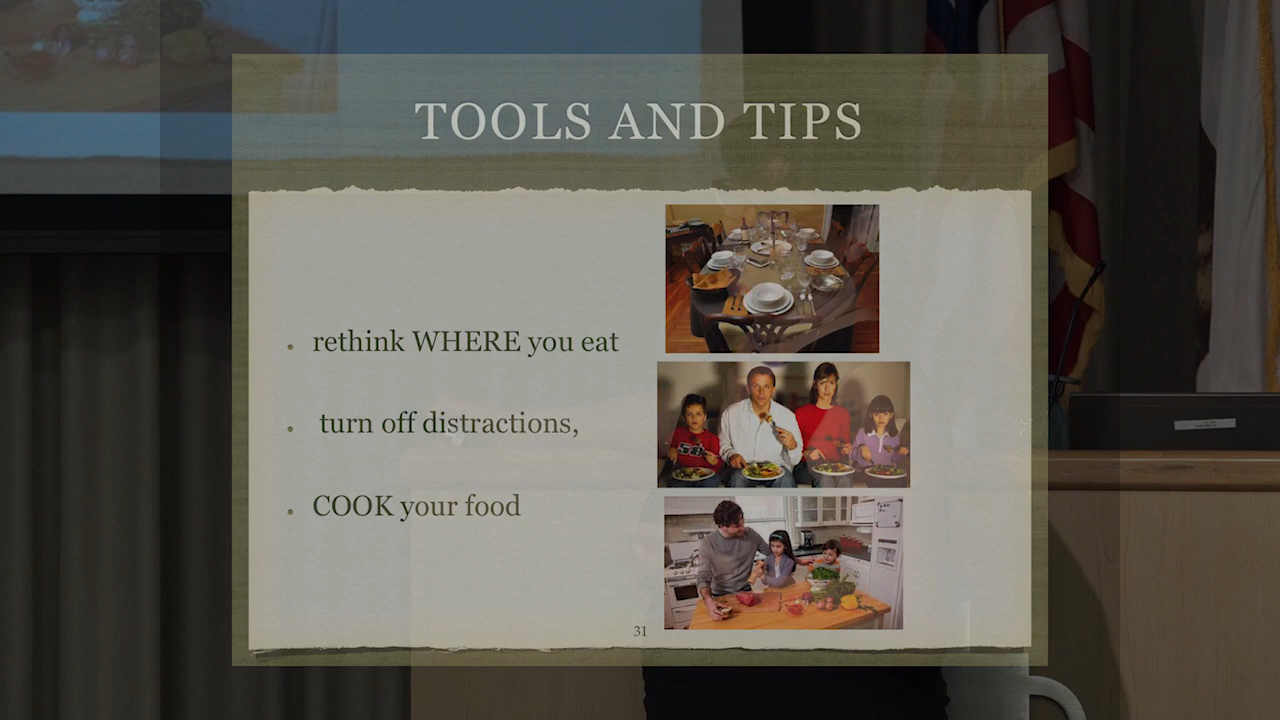 TOOLS AND TIPS
rethink WHERE you eat
turn off distractions,
COOK your food
31